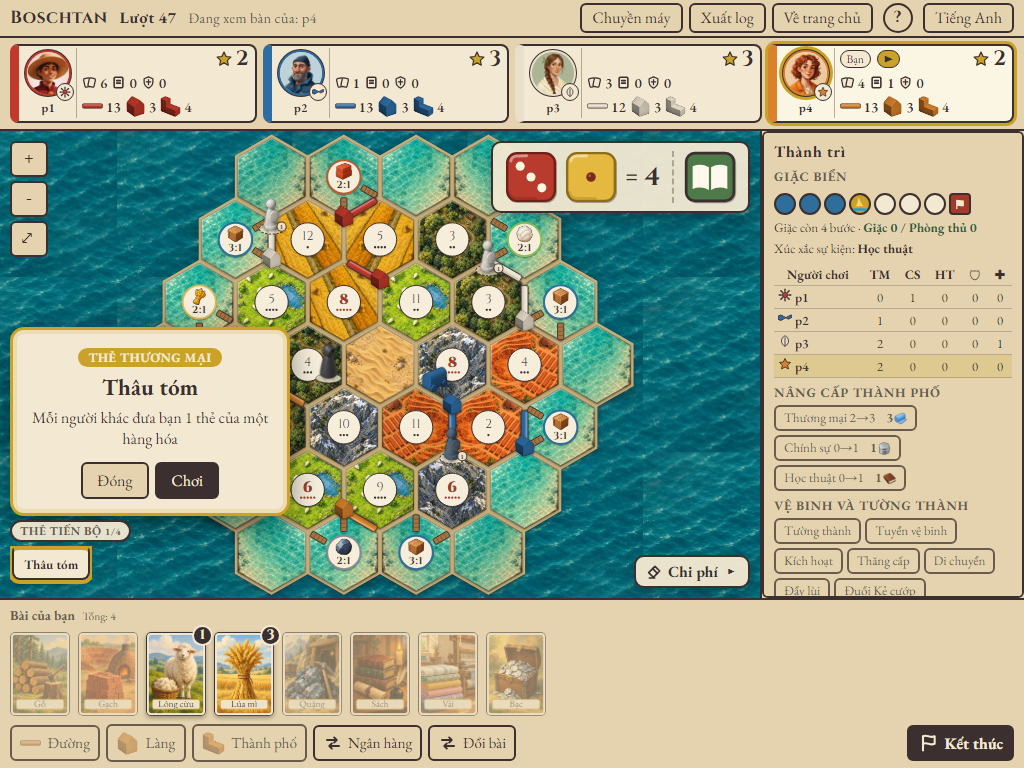 BOSCHTAN Lượt 47 Đang xem bàn của: p4
Chuyển máy Xuất log Về trang chủ ? Tiếng Anh
2
6 0 0
p1 13 3 4
3
1 0 0
p2 13 3 4
3
3 0 0
p3 12 3 4
Bạn 2
4 1 0
p4 13 3 4
+
-
2:1
= 4
3:1 12 5 3 2:1
2:1 5 8 11 3 3:1
4 8 4
10 11 2 3:1
6 9 6
2:1 3:1
THẺ THƯƠNG MẠI
Thâu tóm
Mỗi người khác đưa bạn 1 thẻ của một
hàng hóa
Đóng Chơi
THẺ TIẾN BỘ 1/4
Thâu tóm
Chi phí
Thành trì
GIẶC BIỂN
Giặc còn 4 bước · Giặc 0 / Phòng thủ 0
Xúc xắc sự kiện: Học thuật
Người chơi TM CS HT
p1 0 1 0 0 0
p2 1 0 0 0 0
p3 2 0 0 0 1
p4 2 0 0 0 0
NÂNG CẤP THÀNH PHỐ
Thương mại 2→3 3
Chính sự 0→1 1
Học thuật 0→1 1
VỆ BINH VÀ TƯỜNG THÀNH
Tường thành Tuyển vệ binh
Kích hoạt Thăng cấp Di chuyển
Đẩy lùi Đuổi Kẻ cướp
Bài của bạn Tổng: 4
1 3
Gỗ Gạch Lông cừu Lúa mì Quặng Sách Vải Bạc
Đường Làng Thành phố Ngân hàng Đổi bài
Kết thúc